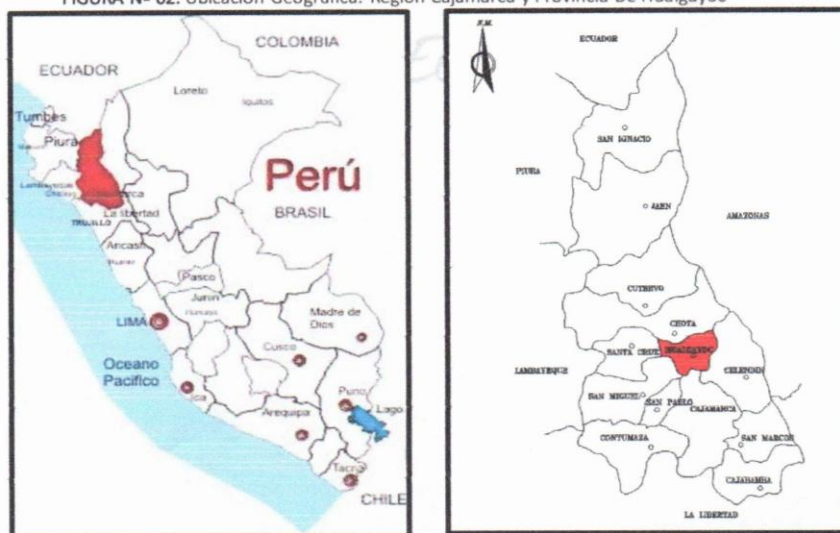 FIGURA Nº 02. Ubicación Geográfica: Región Cajamarca y Provincia De Hualgayoc
COLOMBIA
ECUADOR
Loreto
Iquitos
Tumbes
Piura
Perú
BRASIL
La libertad
TRUJILLO
Ancash
Pasco
Junin
LIMA
Madre de
Dios
Cusco
Oceano
Pacifico
Ica
Puno
Lago
Arequipa
Tacna
CHILE
N.M.
ECUADOR
SAN IGNACIO
PIURA
JAEN
AMAZONAS
CUTERVO
CHOTA
SANTA CRUZ
HUALGAYOC
LAMBAYEQUE
CELENDIN
SAN MIGUEL
SAN PABLO
CAJAMARCA
CONTUMAZA
SAN MARCOS
CAJABAMBA
LA LIBERTAD